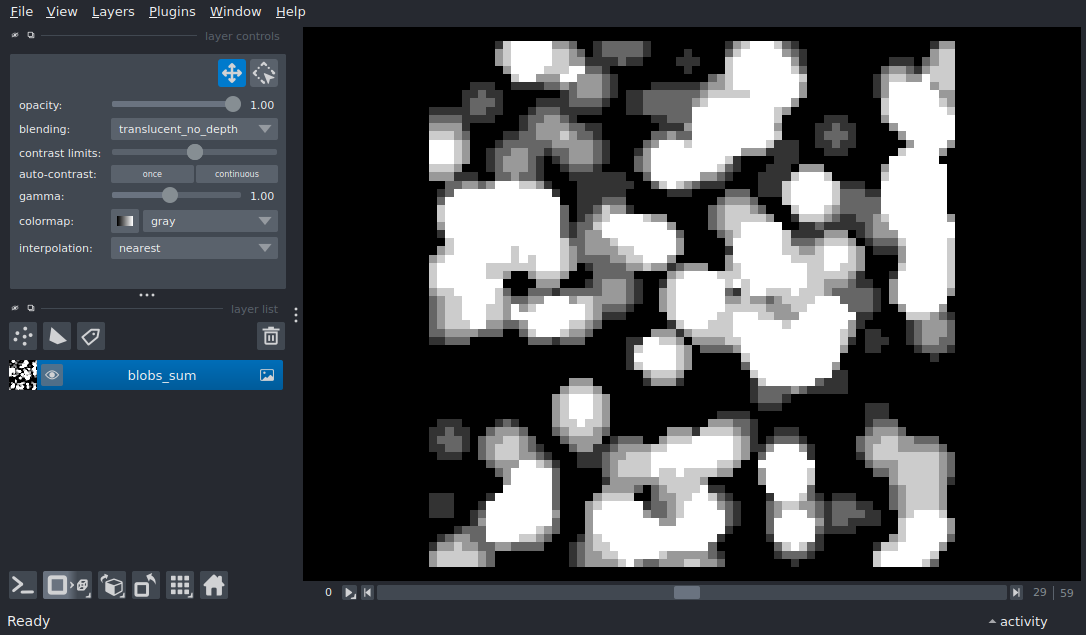 File View Layers Plugins Window Help
layer controls
opacity: 1.00
blending: translucent_no_depth
contrast limits:
auto-contrast: once continuous
gamma: 1.00
colormap: gray
interpolation: nearest
layer list
blobs_sum
0 29 59
Ready activity